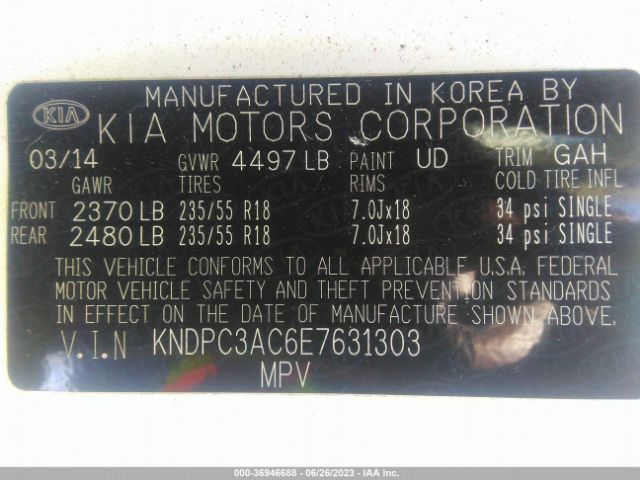 MANUFACTURED IN KOREA BY
KIA KIA MOTORS CORPORATION
03/14 GVWR 4497 LB PAINT UD TRIM GAH
GAWR TIRES RIMS COLD TIRE INFL
FRONT 2370 LB 235/55 R18 7.0Jx18 34 psi SINGLE
REAR 2480 LB 235/55 R18 7.0Jx18 34 psi SINGLE
THIS VEHICLE CONFORMS TO ALL APPLICABLE U.S.A. FEDERAL
MOTOR VEHICLE SAFETY AND THEFT PREVENTION STANDARDS
IN EFFECT ON THE DATE OF MANUFACTURE SHOWN ABOVE.
V.I.N KNDPC3AC6E7631303
MPV
000-36946688 - 06/26/2023 - IAA Inc.